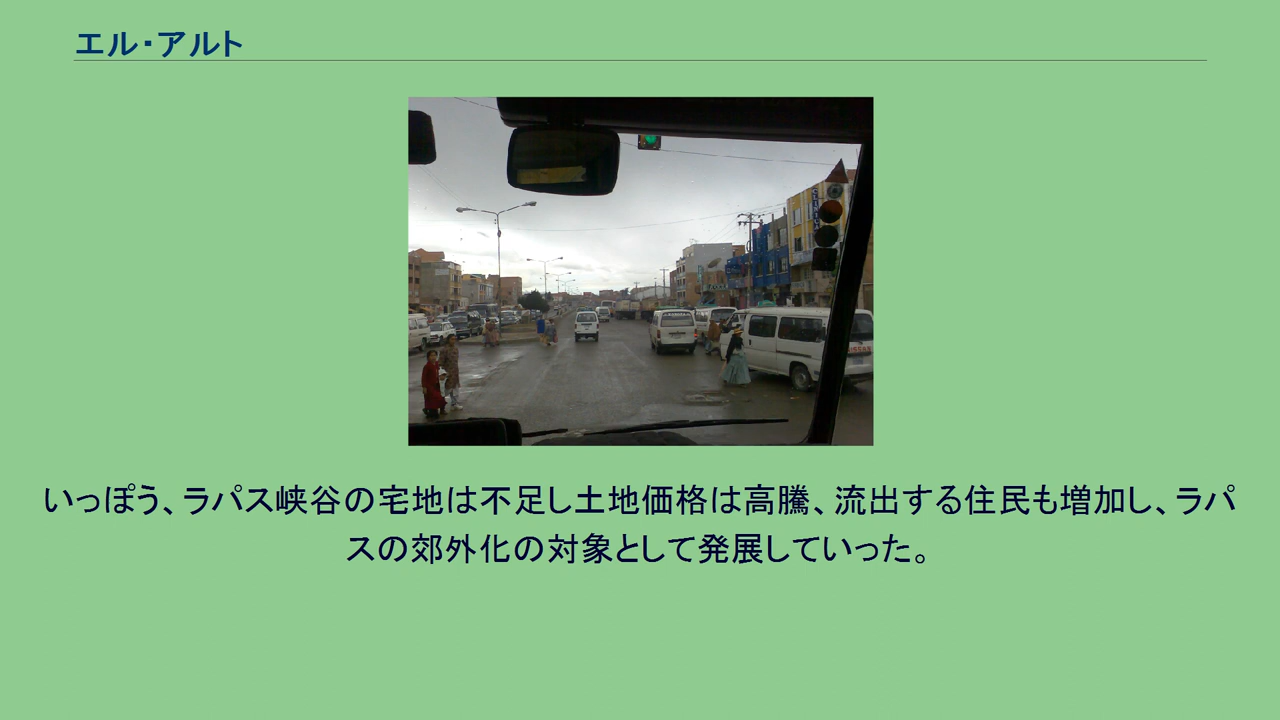 エル・アルト
いっぽう、ラパス峡谷の宅地は不足し土地価格は高騰、流出する住民も増加し、ラパ
スの郊外化の対象として発展していった。